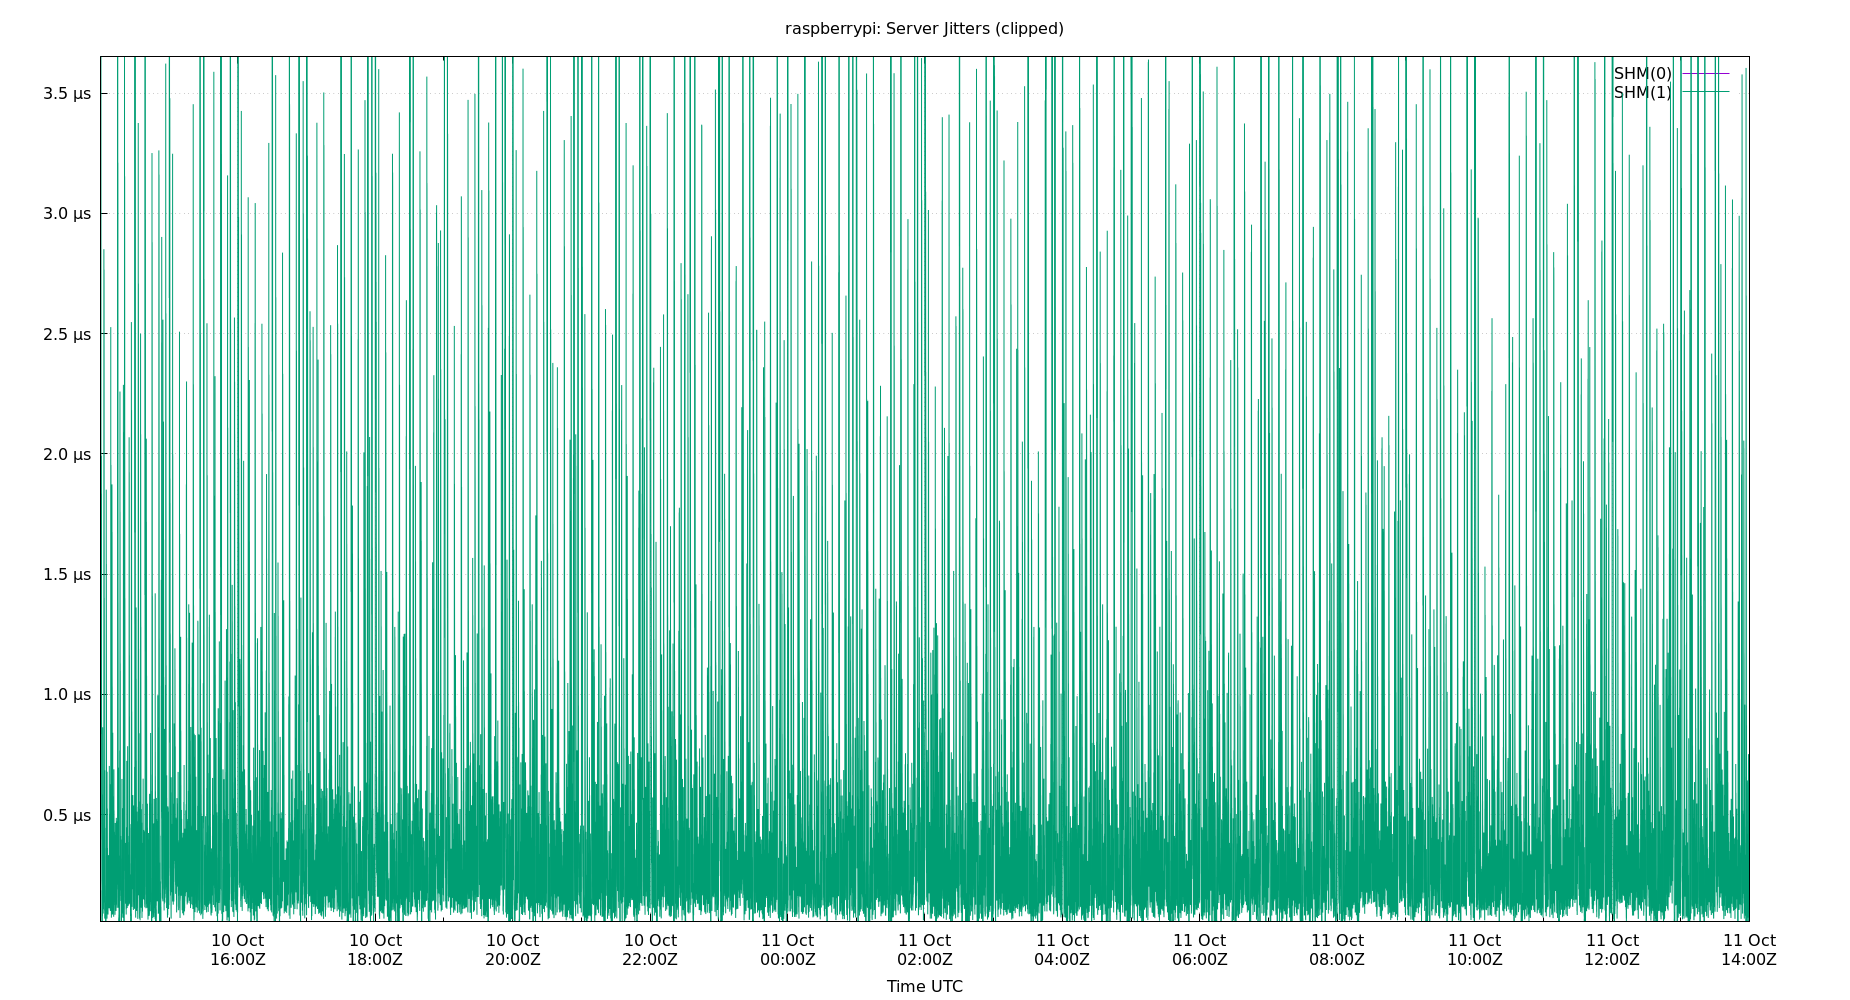 raspberrypi: Server Jitters (clipped)
SHM(0)
SHM(1)
3.5 µs
3.0 µs
2.5 µs
2.0 µs
1.5 µs
1.0 µs
0.5 µs
10 Oct 10 Oct 10 Oct 10 Oct 11 Oct 11 Oct 11 Oct 11 Oct 11 Oct 11 Oct 11 Oct 11 Oct
16:00Z 18:00Z 20:00Z 22:00Z 00:00Z 02:00Z 04:00Z 06:00Z 08:00Z 10:00Z 12:00Z 14:00Z
Time UTC